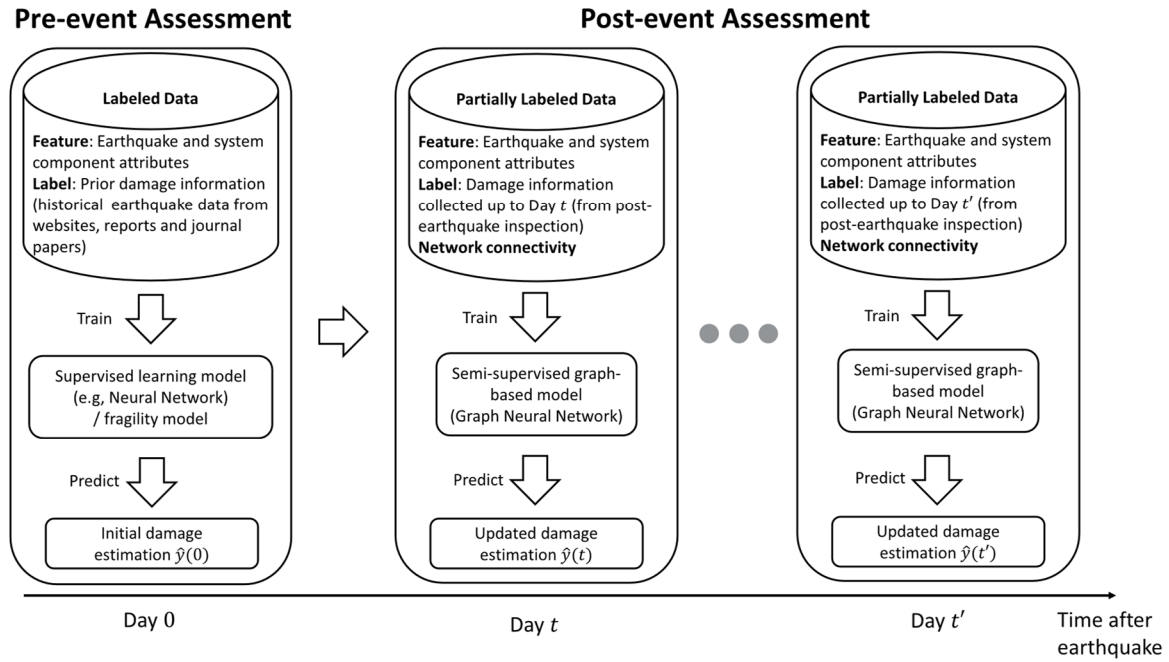 Pre-event Assessment
Post-event Assessment
Labeled Data
Feature: Earthquake and system
component attributes
Label: Prior damage information
(historical earthquake data from
websites, reports and journal
papers)
Train
Supervised learning model
(e.g, Neural Network)
/ fragility model
Predict
Initial damage
estimation ŷ(0)
Partially Labeled Data
Feature: Earthquake and system
component attributes
Label: Damage information
collected up to Day t (from post-
earthquake inspection)
Network connectivity
Train
Semi-supervised graph-
based model
(Graph Neural Network)
Predict
Updated damage
estimation ŷ(t)
Partially Labeled Data
Feature: Earthquake and system
component attributes
Label: Damage information
collected up to Day t′ (from
post-earthquake inspection)
Network connectivity
Train
Semi-supervised graph-
based model
(Graph Neural Network)
Predict
Updated damage
estimation ŷ(t′)
Day 0
Day t
Day t′
Time after
earthquake